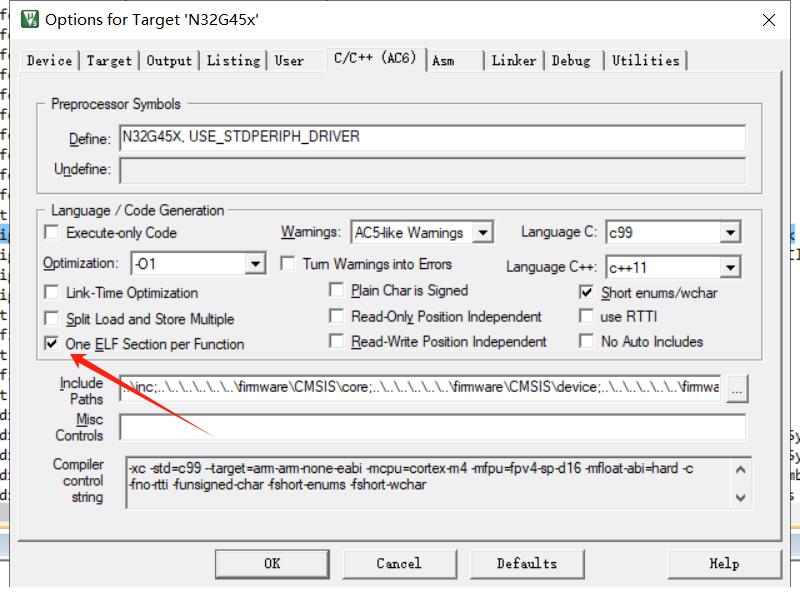 Options for Target 'N32G45x'
Device Target Output Listing User C/C++ (AC6) Asm Linker Debug Utilities
Preprocessor Symbols
Define: N32G45X, USE_STDPERIPH_DRIVER
Undefine:
Language / Code Generation
Execute-only Code Warnings: AC5-like Warnings Language C: c99
Optimization: -O1 Turn Warnings into Errors Language C++: c++11
Link-Time Optimization Plain Char is Signed Short enums/wchar
Split Load and Store Multiple Read-Only Position Independent use RTTI
One ELF Section per Function Read-Write Position Independent No Auto Includes
Include
Paths
..\inc;..\..\..\..\..\..\firmware\CMSIS\core;..\..\..\..\..\..\firmware\CMSIS\device;..\..\..\..\..\..\firmwa ...
Misc
Controls
Compiler
control
string
-xc -std=c99 --target=arm-arm-none-eabi -mcpu=cortex-m4 -mfpu=fpv4-sp-d16 -mfloat-abi=hard -c
-fno-rtti -funsigned-char -fshort-enums -fshort-wchar
OK Cancel Defaults Help